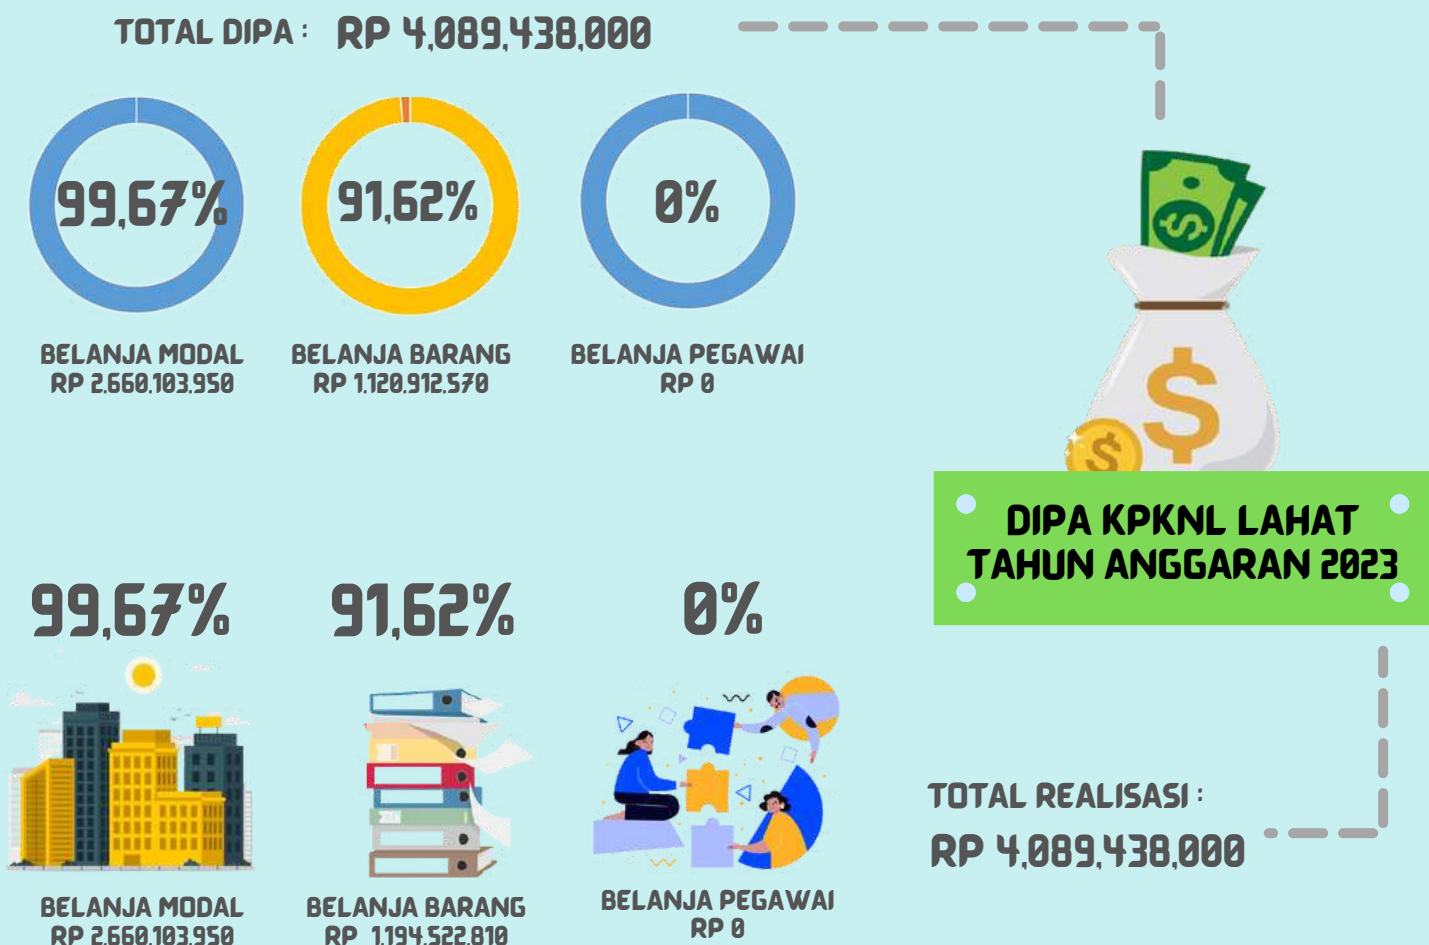 TOTAL DIPA : RP 4,089,438,000
99,67%
91,62%
0%
BELANJA MODAL
RP 2,660,103,950
BELANJA BARANG
RP 1,120,912,570
BELANJA PEGAWAI
RP 0
$
$
$
DIPA KPKNL LAHAT
TAHUN ANGGARAN 2023
99,67%
91,62%
0%
BELANJA MODAL
RP 2,660,103,950
BELANJA BARANG
RP 1,194,522,810
BELANJA PEGAWAI
RP 0
TOTAL REALISASI :
RP 4,089,438,000